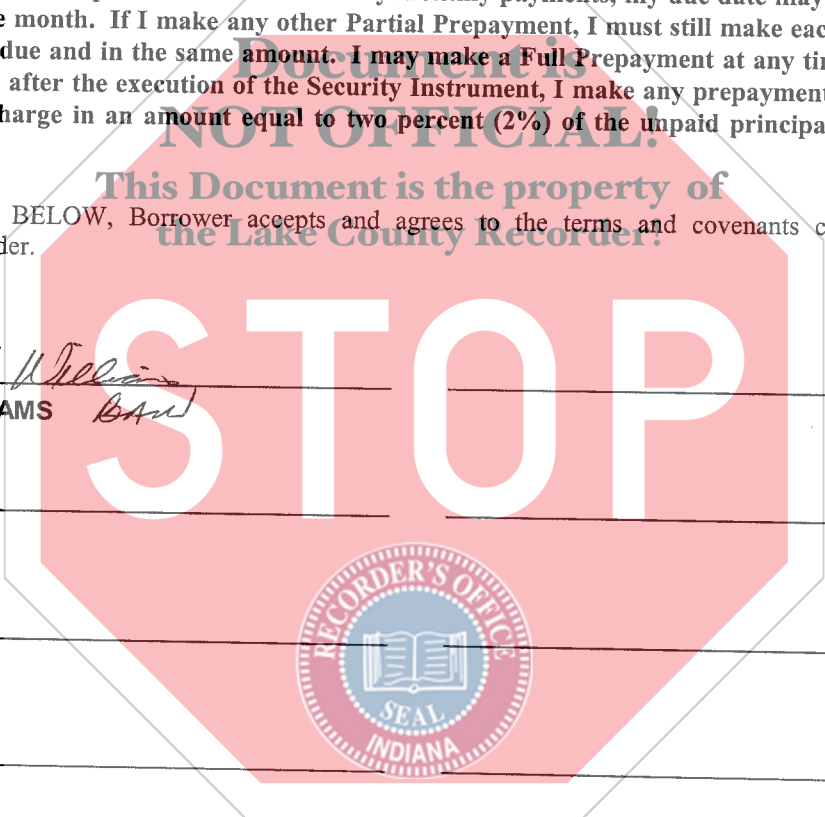 e month. If I make any other Partial Prepayment, I must still make eac
due and in the same amount. I may make a Full Prepayment at any ti
Document is
after the execution of the Security Instrument, I make any prepayment
harge in an amount equal to two percent (2%) of the unpaid principa
NOT OFFICIAL!
This Document is the property of
BELOW, Borrower accepts and agrees to the terms and covenants c
the Lake County Recorder!
der.
STOP
Williams
AMS
RECORDER'S OFFICE
SEAL
INDIANA